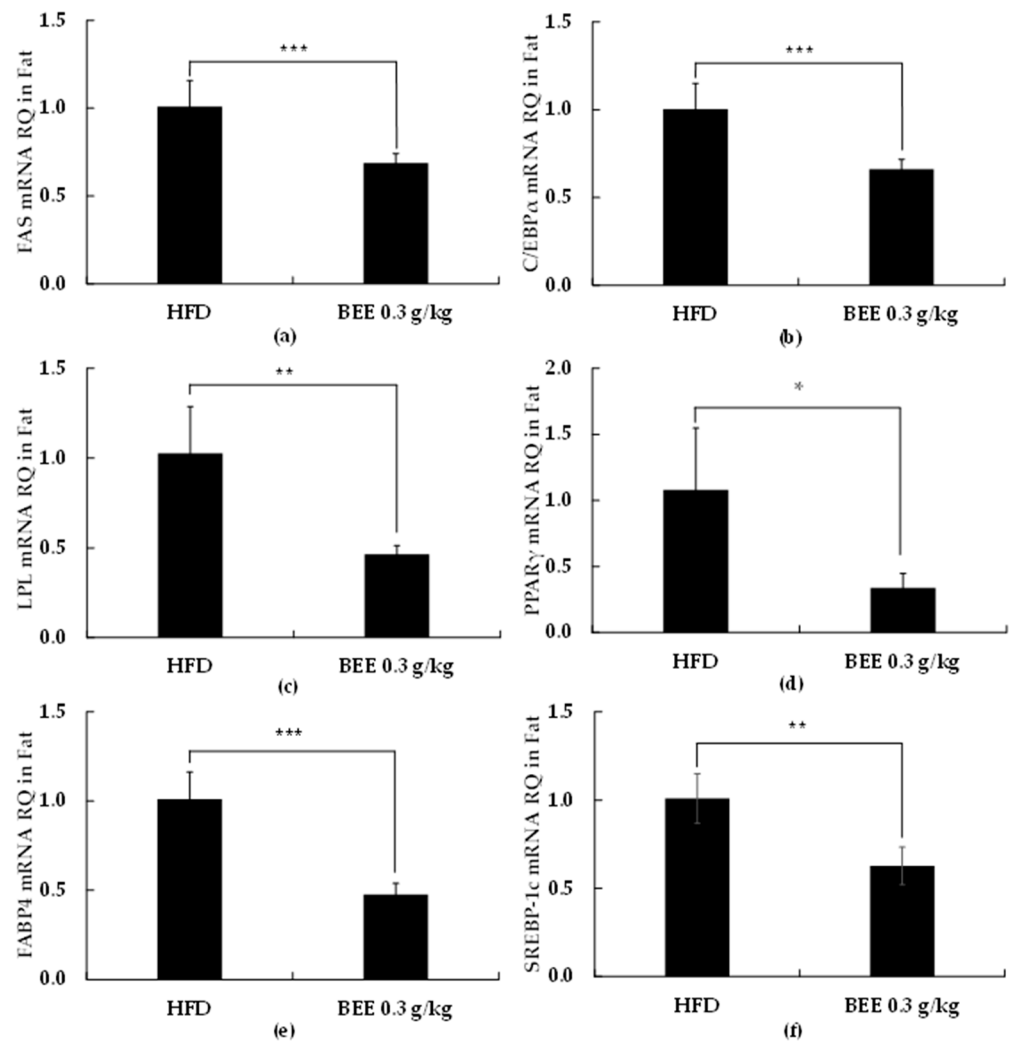 FAS mRNA RQ in Fat
1.5
1.0
0.5
0.0
***
HFD
BEE 0.3 g/kg
(a)
C/EBPα mRNA RQ in Fat
1.5
1.0
0.5
0.0
***
HFD
BEE 0.3 g/kg
(b)
LPL mRNA RQ in Fat
1.5
1.0
0.5
0.0
**
HFD
BEE 0.3 g/kg
(c)
PPARγ mRNA RQ in Fat
2.0
1.5
1.0
0.5
0.0
*
HFD
BEE 0.3 g/kg
(d)
FABP4 mRNA RQ in Fat
1.5
1.0
0.5
0.0
***
HFD
BEE 0.3 g/kg
(e)
SREBP-1c mRNA RQ in Fat
1.5
1.0
0.5
0.0
**
HFD
BEE 0.3 g/kg
(f)